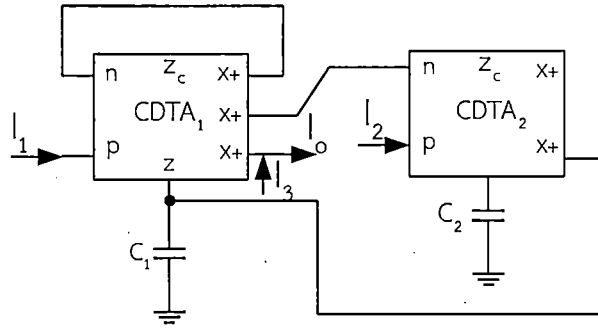 n Zc X+
CDTA1 X+
I1 p X+ Io
z
I3
C1
n Zc X+
CDTA2
I2 p X+
C2